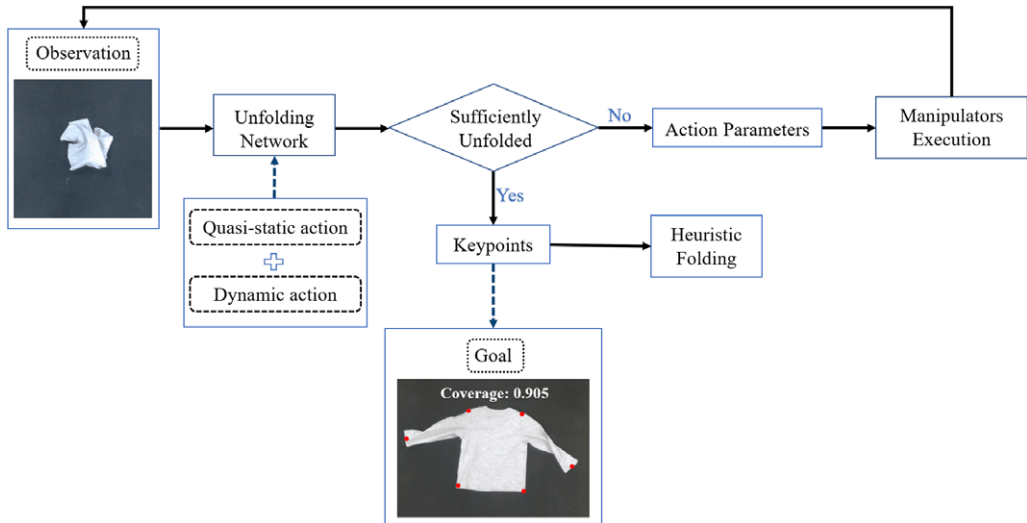 Observation
Unfolding
Network
Sufficiently
Unfolded
No
Action Parameters
Manipulators
Execution
Yes
Quasi-static action
Dynamic action
Keypoints
Heuristic
Folding
Goal
Coverage: 0.905